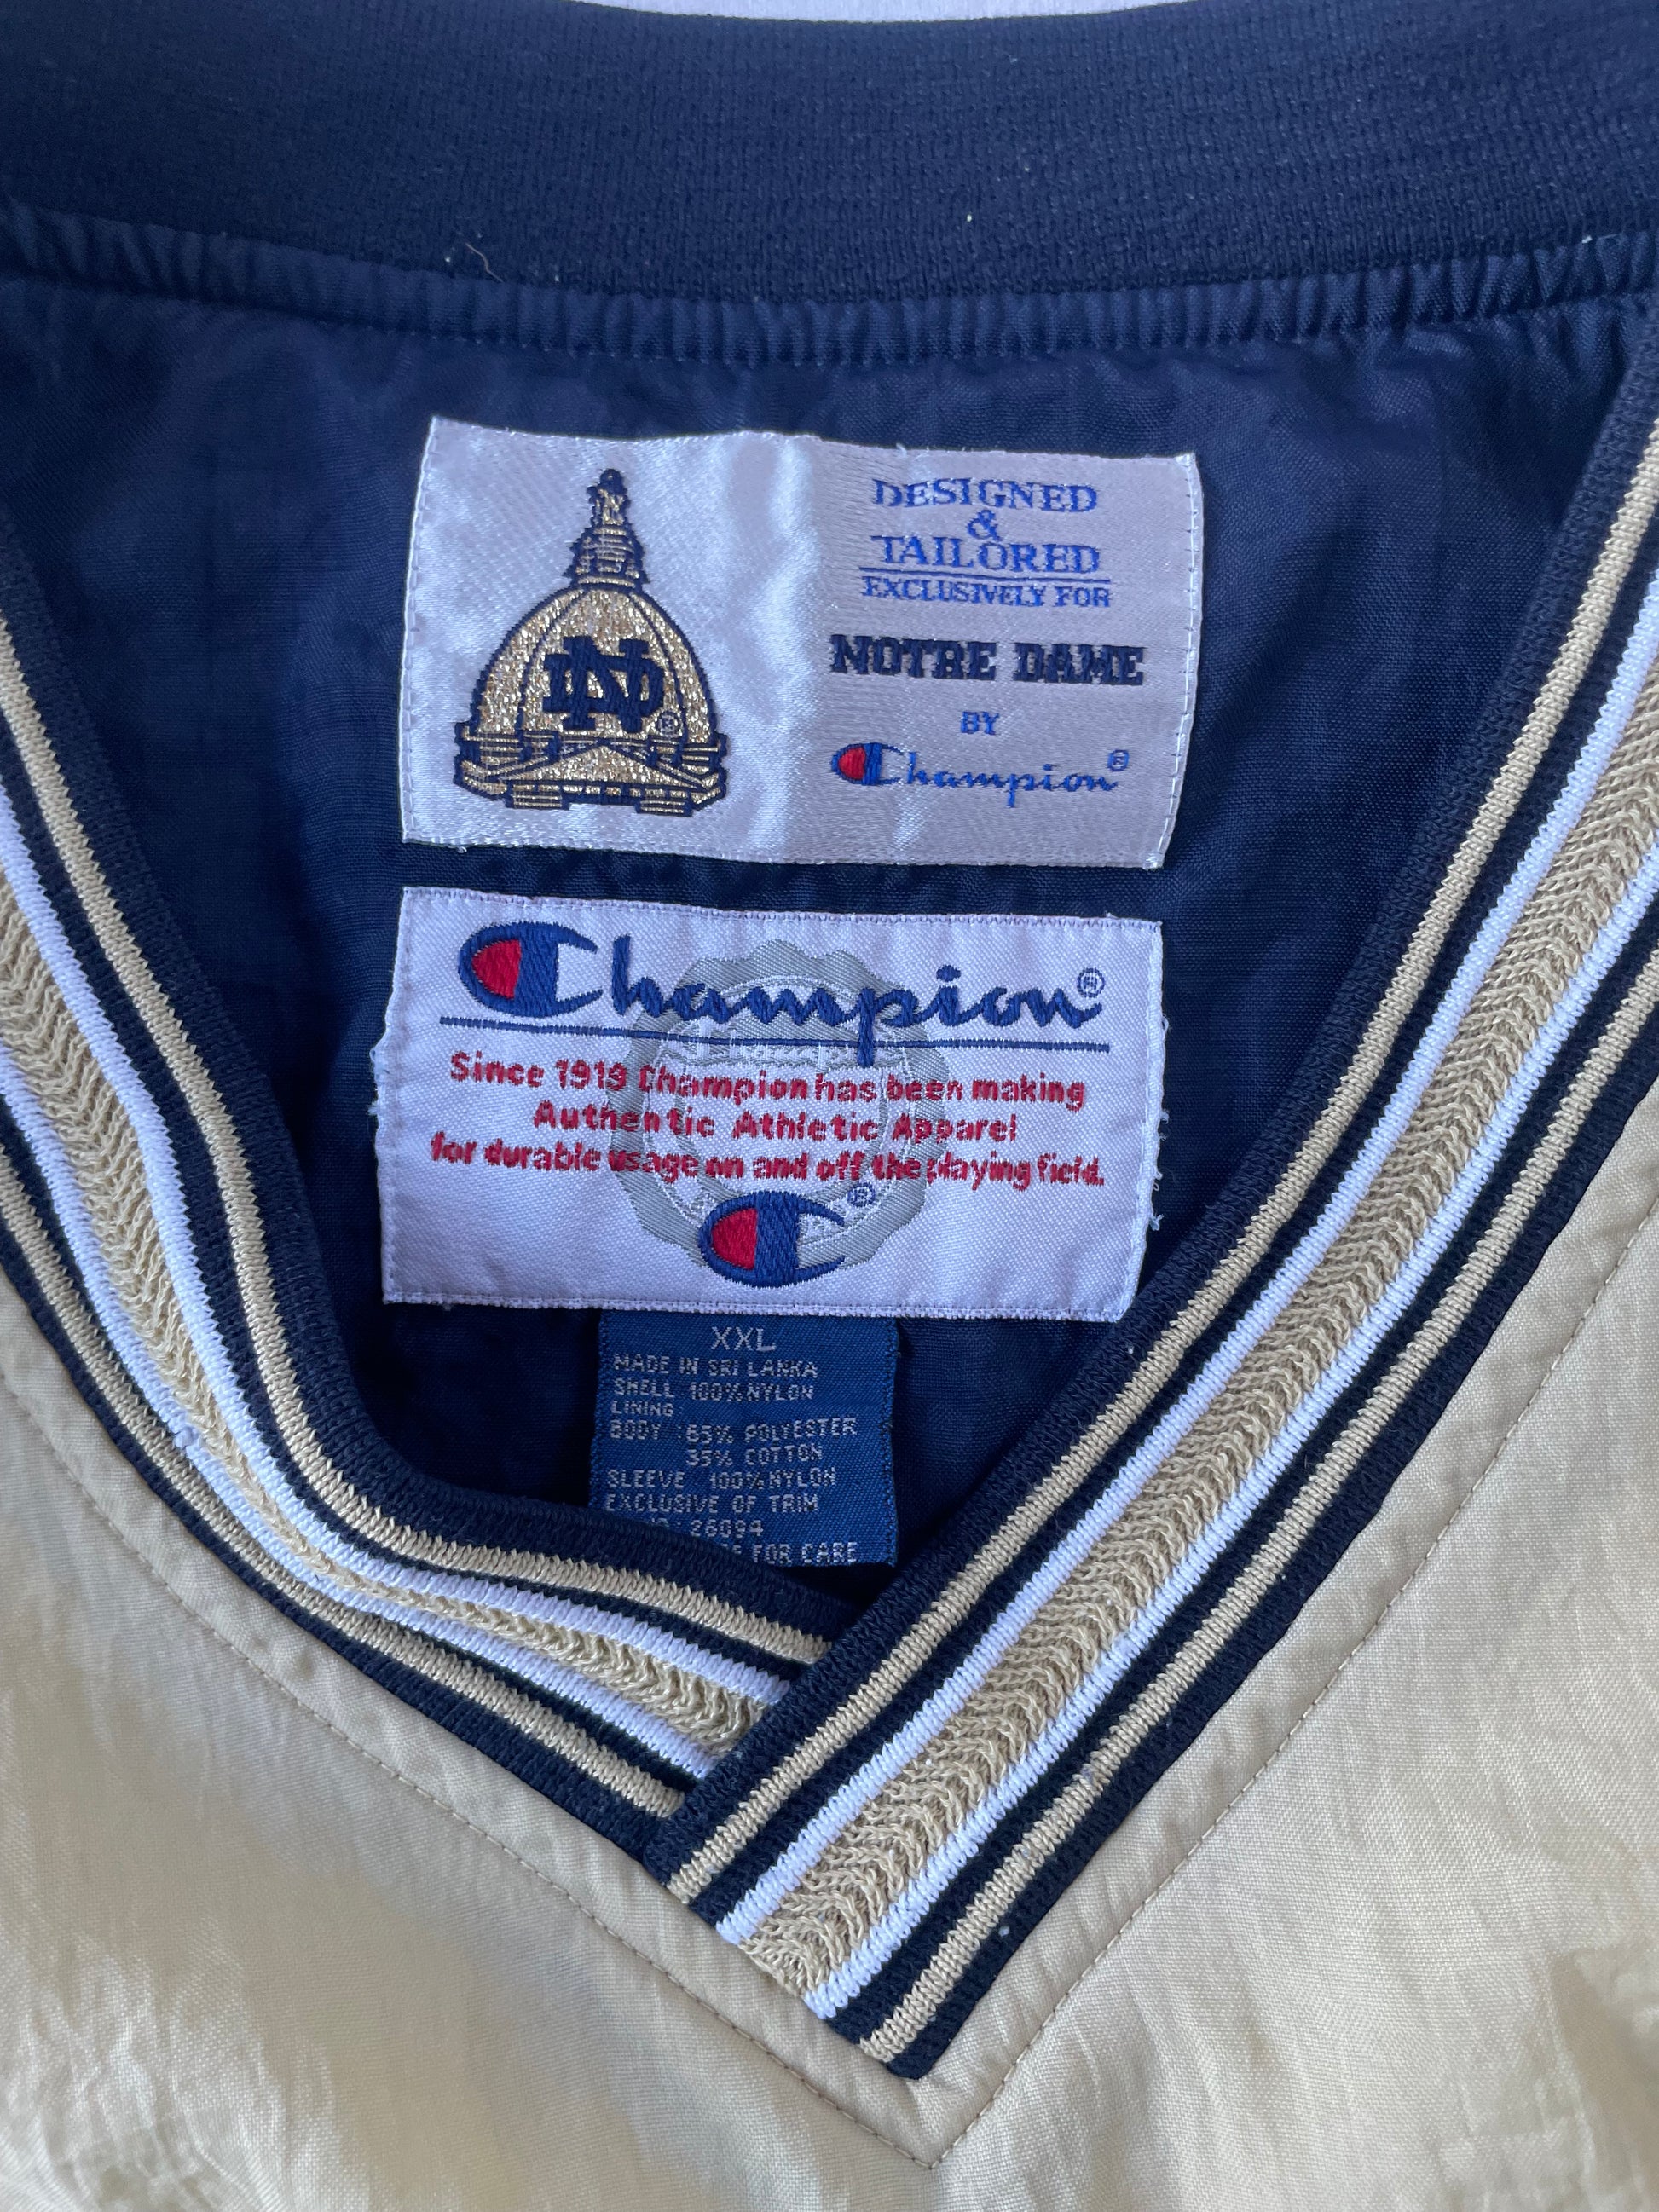 ND ®
DESIGNED
&
TAILORED
EXCLUSIVELY FOR
NOTRE DAME
BY
Champion®
Champion®
Since 1919 Champion has been making
Authentic Athletic Apparel
for durable usage on and off the playing field.
®
XXL
MADE IN SRI LANKA
SHELL 100% NYLON
LINING
BODY : 65% POLYESTER
35% COTTON
SLEEVE 100% NYLON
EXCLUSIVE OF TRIM
26094
FOR CARE